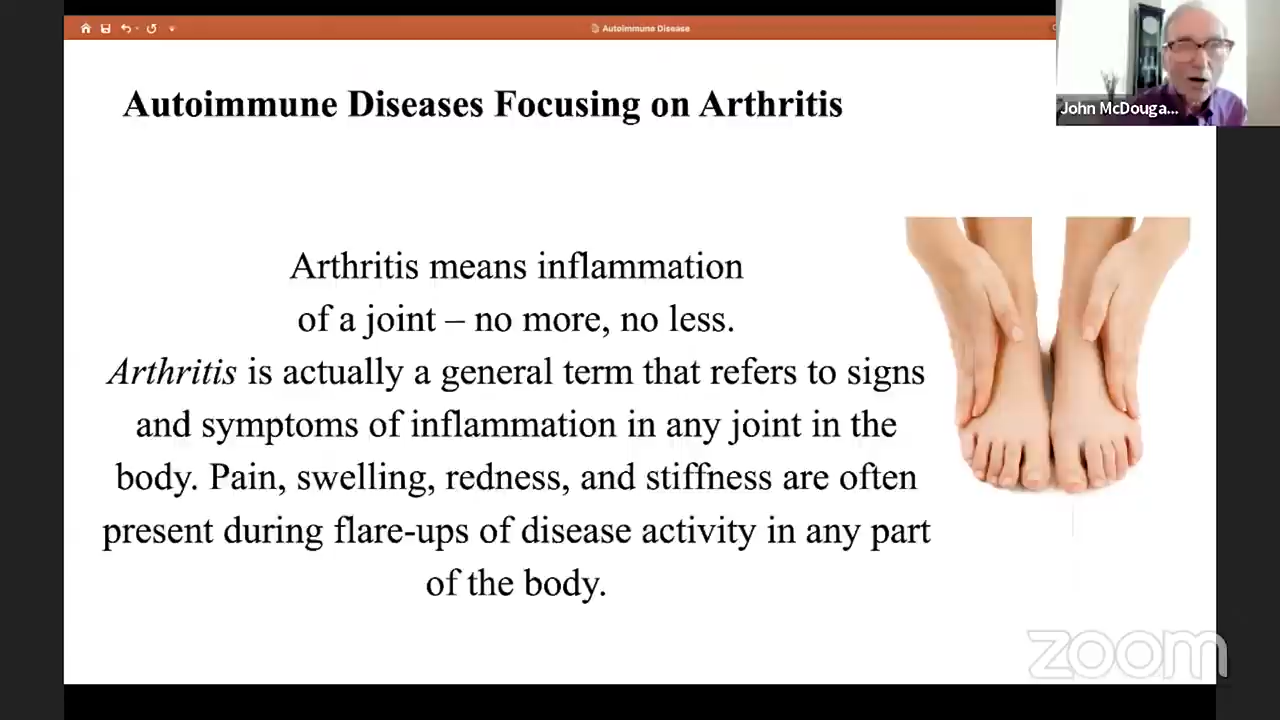 Autoimmune Disease
John McDouga...
Autoimmune Diseases Focusing on Arthritis
Arthritis means inflammation
of a joint – no more, no less.
Arthritis is actually a general term that refers to signs
and symptoms of inflammation in any joint in the
body. Pain, swelling, redness, and stiffness are often
present during flare-ups of disease activity in any part
of the body.
zoom